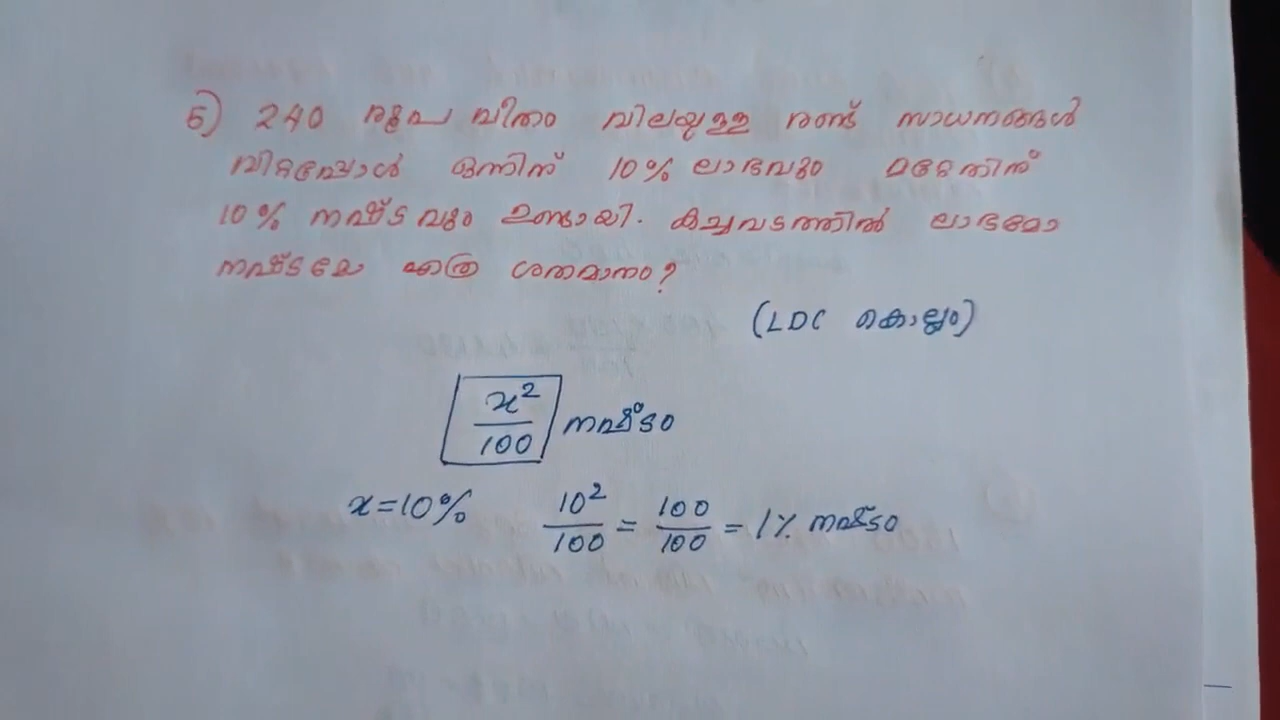 5) 240 രൂപ വീതം വിലയുള്ള രണ്ട് സാധനങ്ങൾ
വിറ്റപ്പോൾ ഒന്നിന് 10% ലാഭവും മറ്റേതിന്
10% നഷ്ടവും ഉണ്ടായി. കച്ചവടത്തിൽ ലാഭമോ
നഷ്ടമോ എത്ര ശതമാനം?
(LDC കൊല്ലം)
x²/100 നഷ്ടം
x=10% 10²/100 = 100/100 = 1% നഷ്ടം